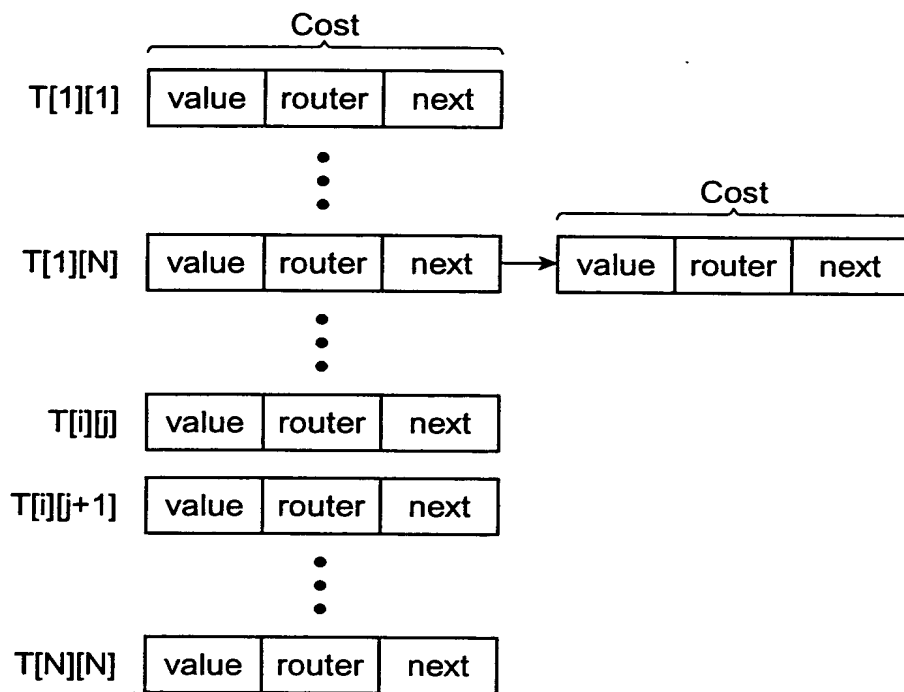 Cost
T[1][1] value router next
Cost
T[1][N] value router next value router next
T[i][j] value router next
T[i][j+1] value router next
T[N][N] value router next